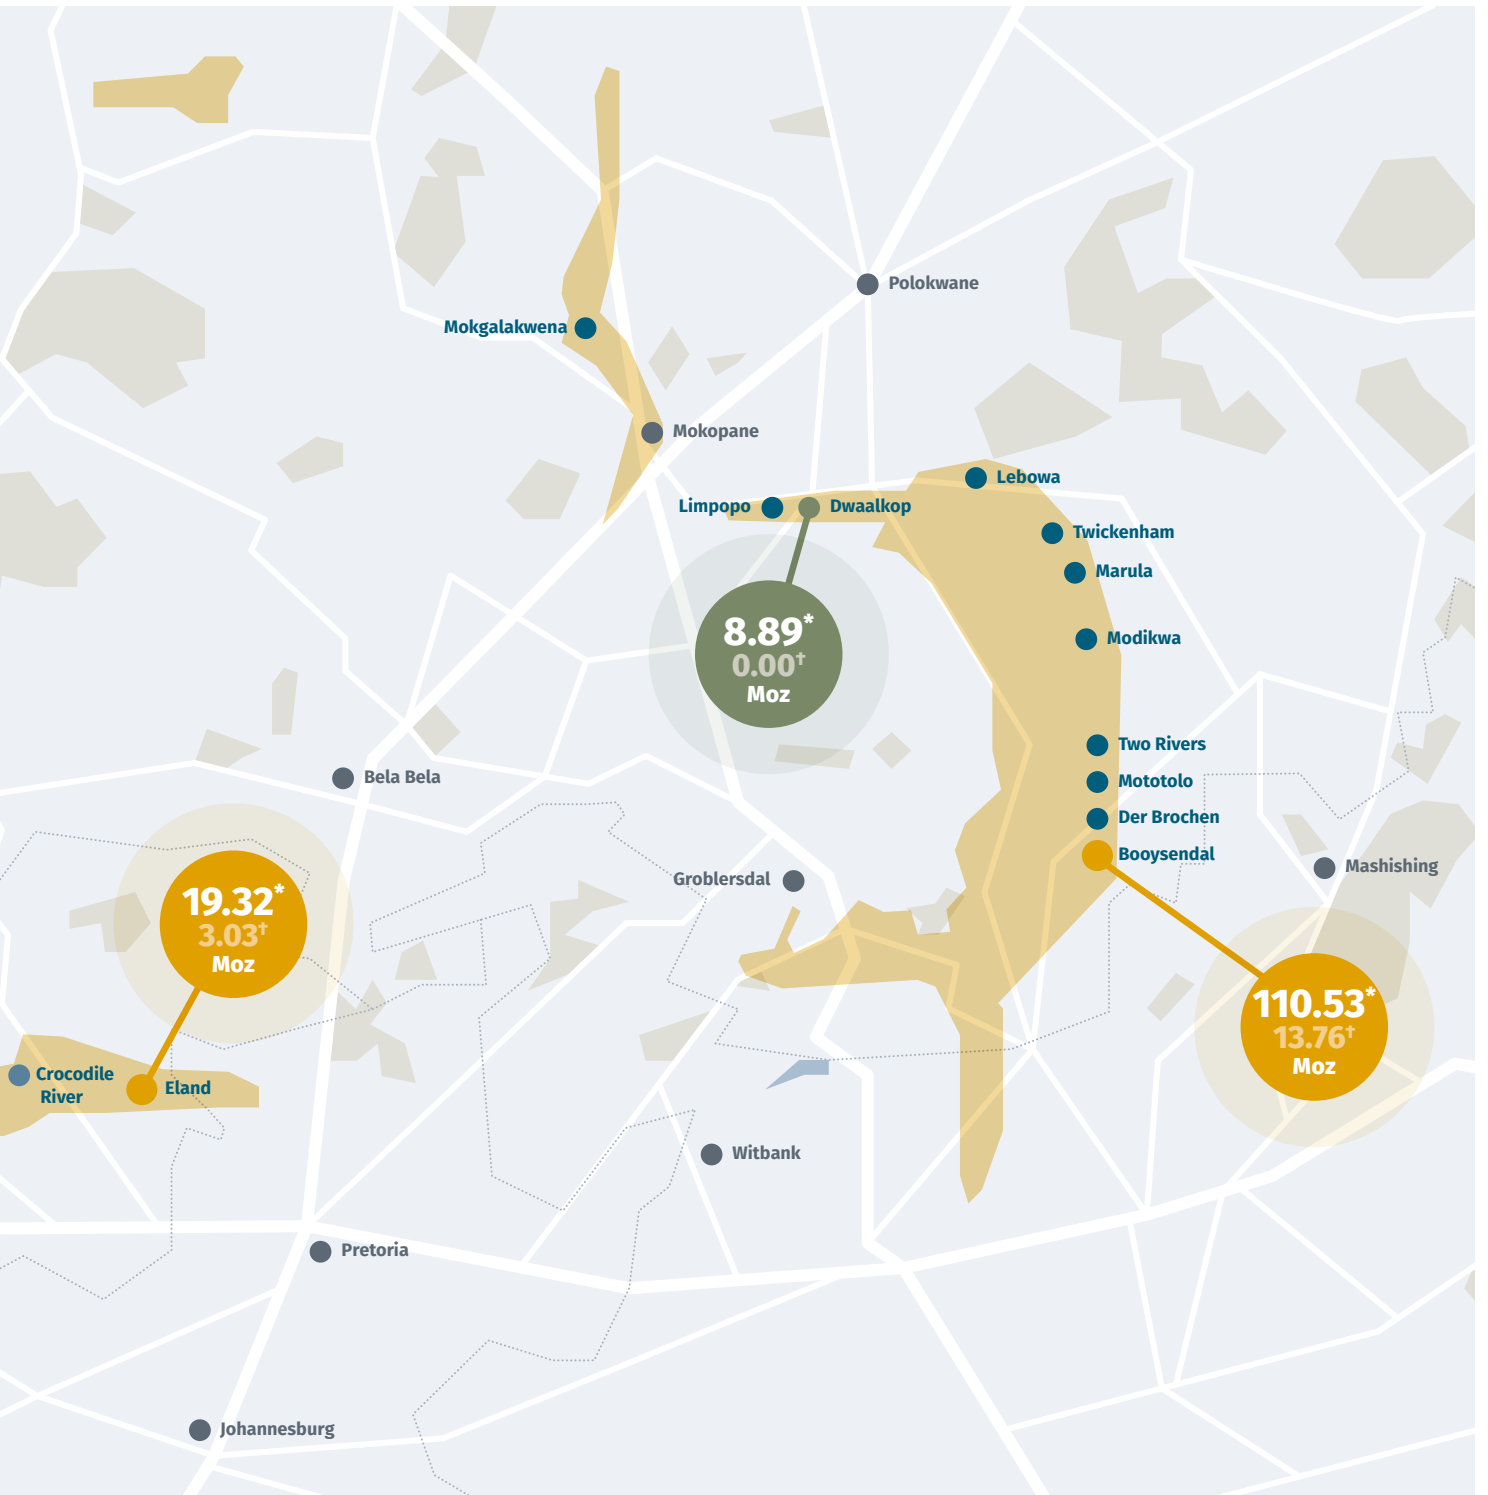 Polokwane
Mokgalakwena
Mokopane
Lebowa
Limpopo
Dwaalkop
Twickenham
Marula
8.89*
0.00†
Moz
Modikwa
Two Rivers
Bela Bela
Mototolo
Der Brochen
Booysendal
Groblersdal
Mashishing
19.32*
3.03†
Moz
110.53*
13.76†
Moz
Crocodile
River
Eland
Witbank
Pretoria
Johannesburg